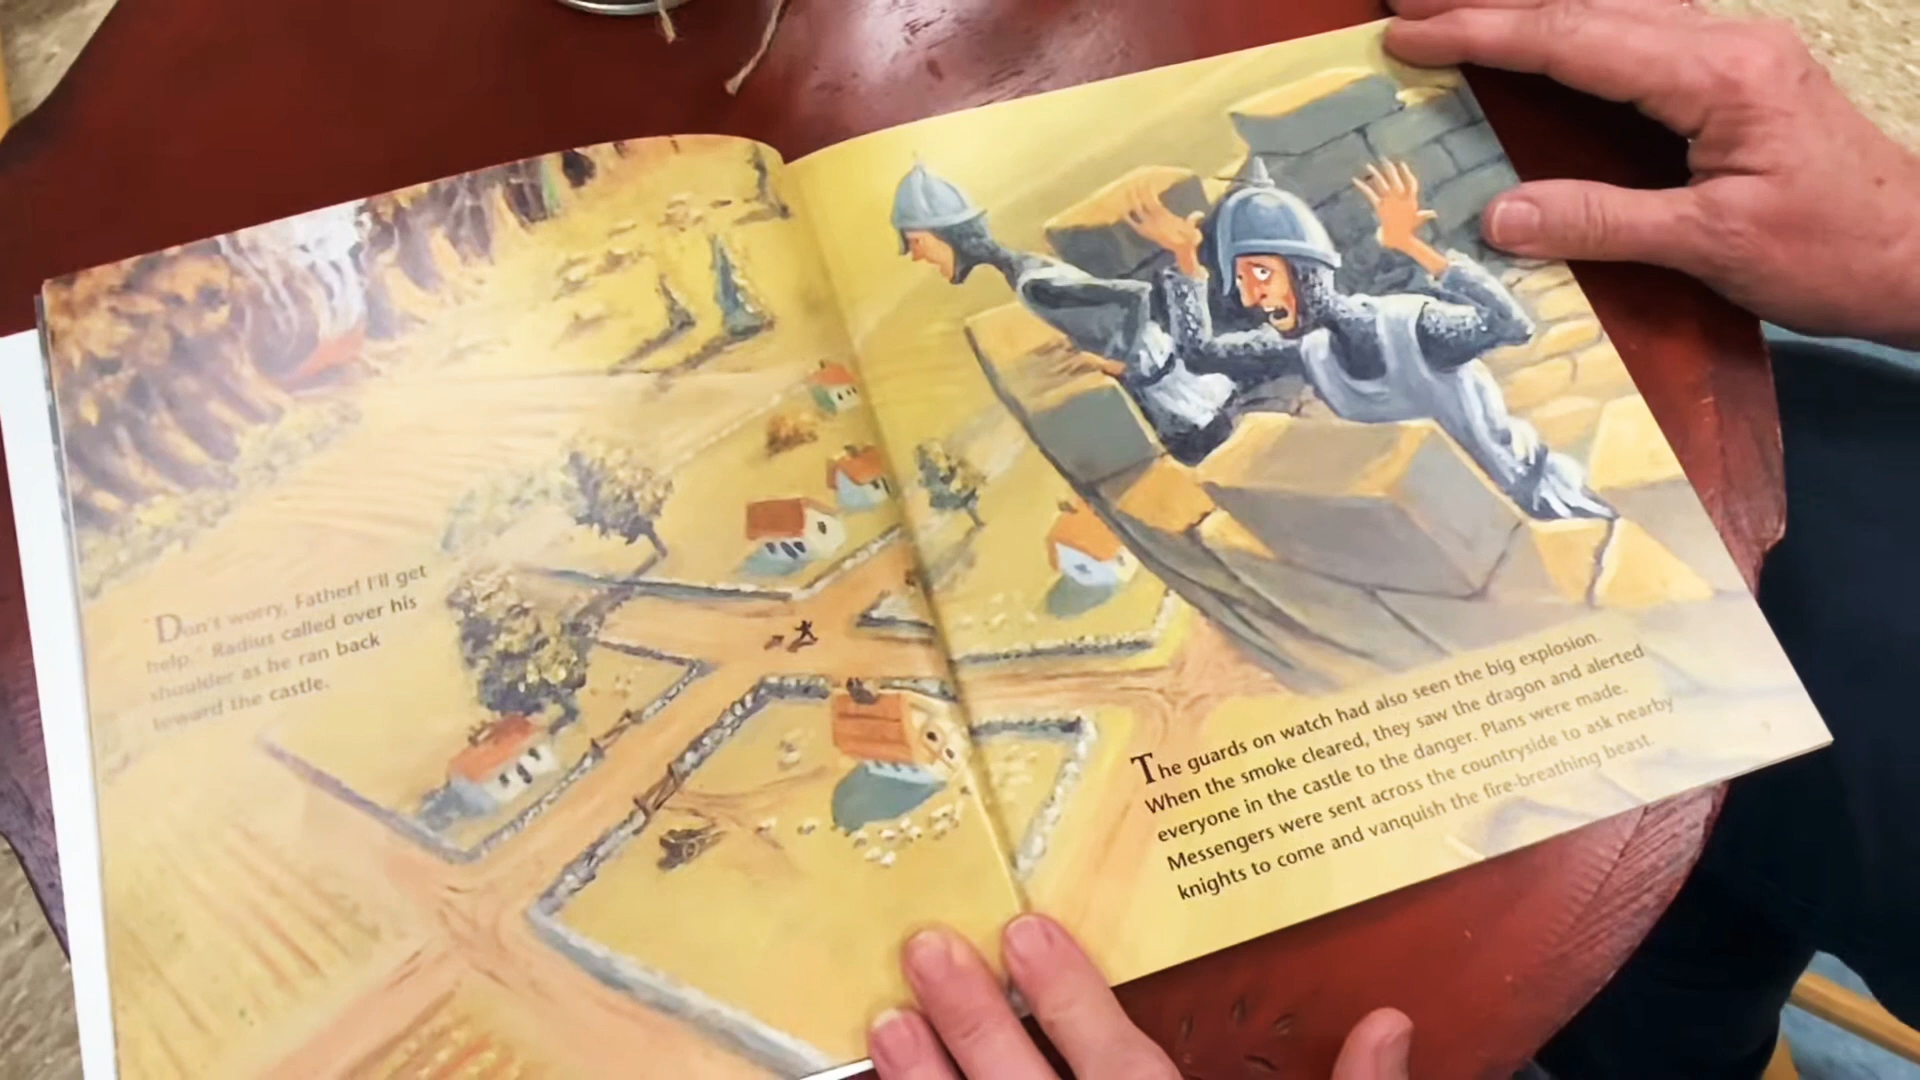 "Don't worry, Father! I'll get
help." Radius called over his
shoulder as he ran back
toward the castle.
The guards on watch had also seen the big explosion.
When the smoke cleared, they saw the dragon and alerted
everyone in the castle to the danger. Plans were made.
Messengers were sent across the countryside to ask nearby
knights to come and vanquish the fire-breathing beast.